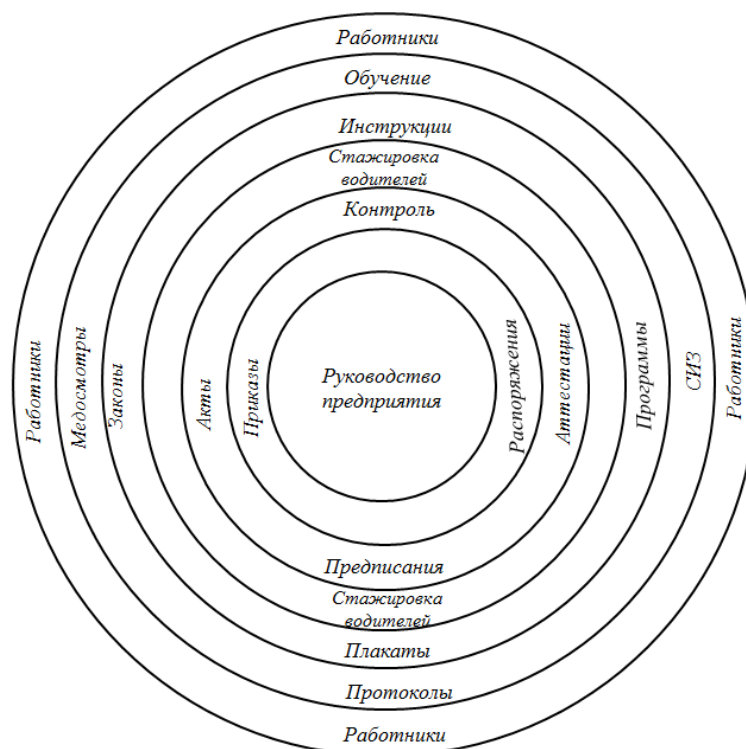 Работники
Обучение
Инструкции
Стажировка
водителей
Контроль
Работники
Медосмотры
Законы
Акты
Приказы
Руководство
предприятия
Распоряжения
Аттестации
Программы
СИЗ
Работники
Предписания
Стажировка
водителей
Плакаты
Протоколы
Работники